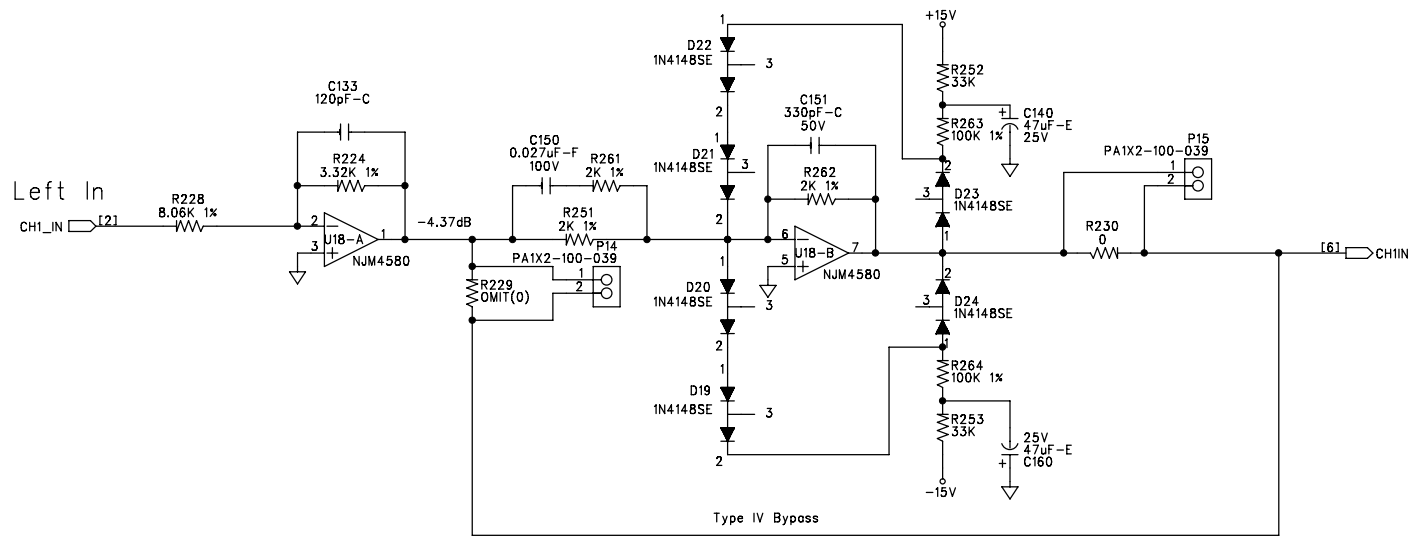 Left In
CH1_IN
[2]
R228
8.06K 1%
C133
120pF-C
R224
3.32K 1%
2
3
1
U18-A
NJM4580
-4.37dB
C150
0.027uF-F
100V
R261
2K 1%
R251
2K 1%
P14
PA1X2-100-039
1
2
R229
OMIT(0)
1
D22
1N4148SE
3
2
1
D21
1N4148SE
3
2
1
D20
1N4148SE
3
2
1
D19
1N4148SE
3
2
C151
330pF-C
50V
R262
2K 1%
6
5
7
U18-B
NJM4580
+15V
R252
33K
R263
100K 1%
+
C140
47uF-E
25V
2
3
D23
1N4148SE
1
2
3
D24
1N4148SE
1
R264
100K 1%
R253
33K
25V
47uF-E
+
C160
-15V
P15
PA1X2-100-039
1
2
R230
0
[6]
CH1IN
Type IV Bypass